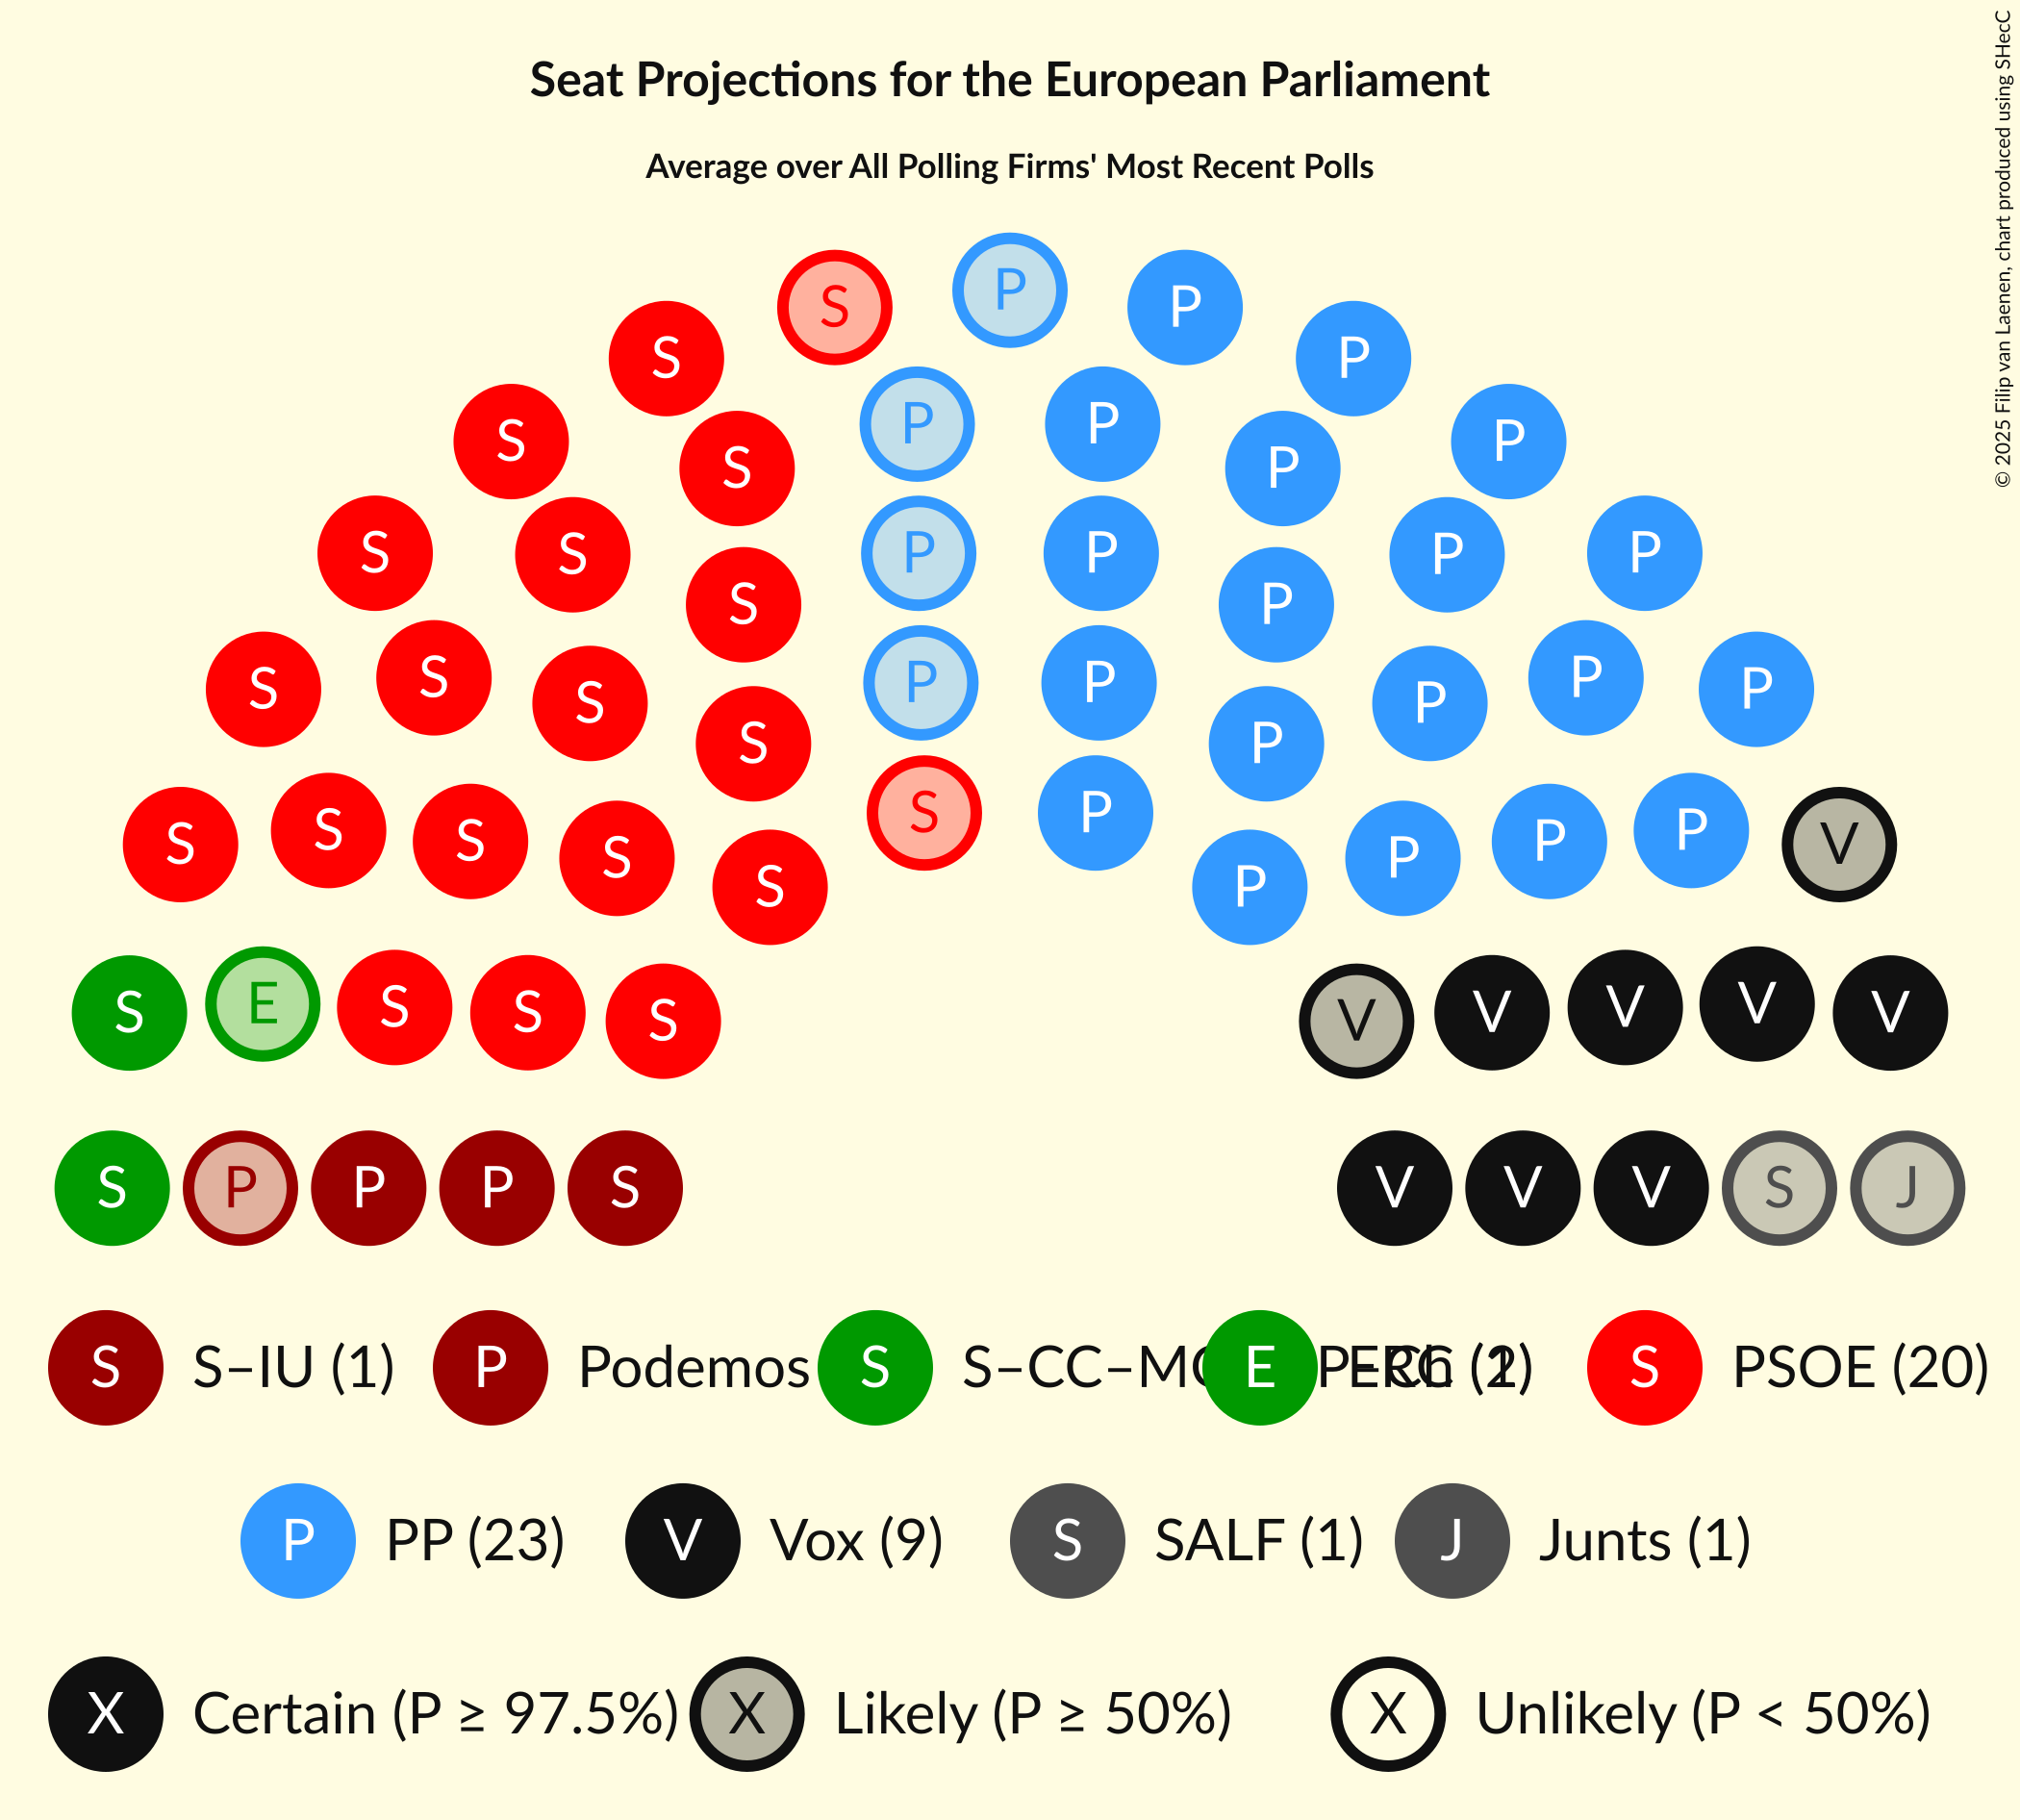 Seat Projections for the European Parliament
Average over All Polling Firms' Most Recent Polls
© 2025 Filip van Laenen, chart produced using SHecC
P
S P
S P
S P P P
S S P P
P P
S S P P
S P
S P P P
S S P P
S P
S P P P
S S V
S S P P
S S P P
S E S S S V V V V V
S P P P S V V V S J
S S–IU (1) P Podemos S S–CC–M E S PSOE (20)
P PP (23) V Vox (9) S SALF (1) J Junts (1)
X Certain (P ≥ 97.5%) X Likely (P ≥ 50%) X Unlikely (P < 50%)